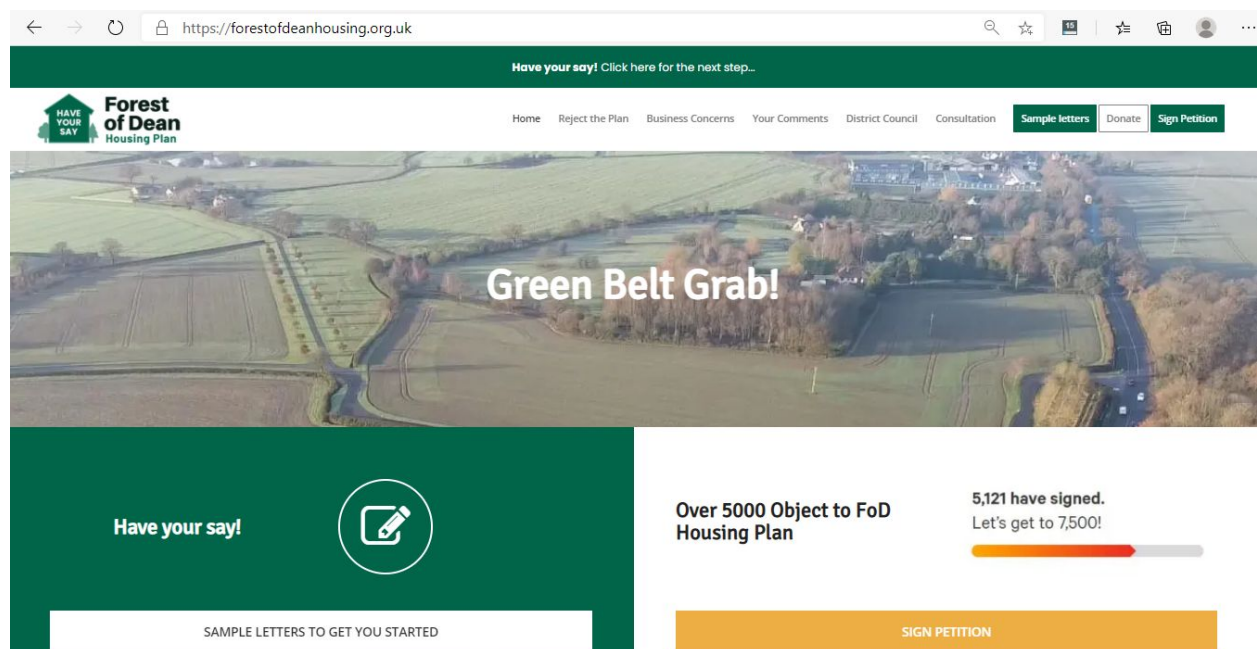 https://forestofdeanhousing.org.uk
15
Have your say! Click here for the next step...
HAVE
YOUR
SAY
Forest
of Dean
Housing Plan
Home Reject the Plan Business Concerns Your Comments District Council Consultation Sample letters Donate Sign Petition
Green Belt Grab!
Have your say!
SAMPLE LETTERS TO GET YOU STARTED
Over 5000 Object to FoD
Housing Plan
5,121 have signed.
Let's get to 7,500!
SIGN PETITION